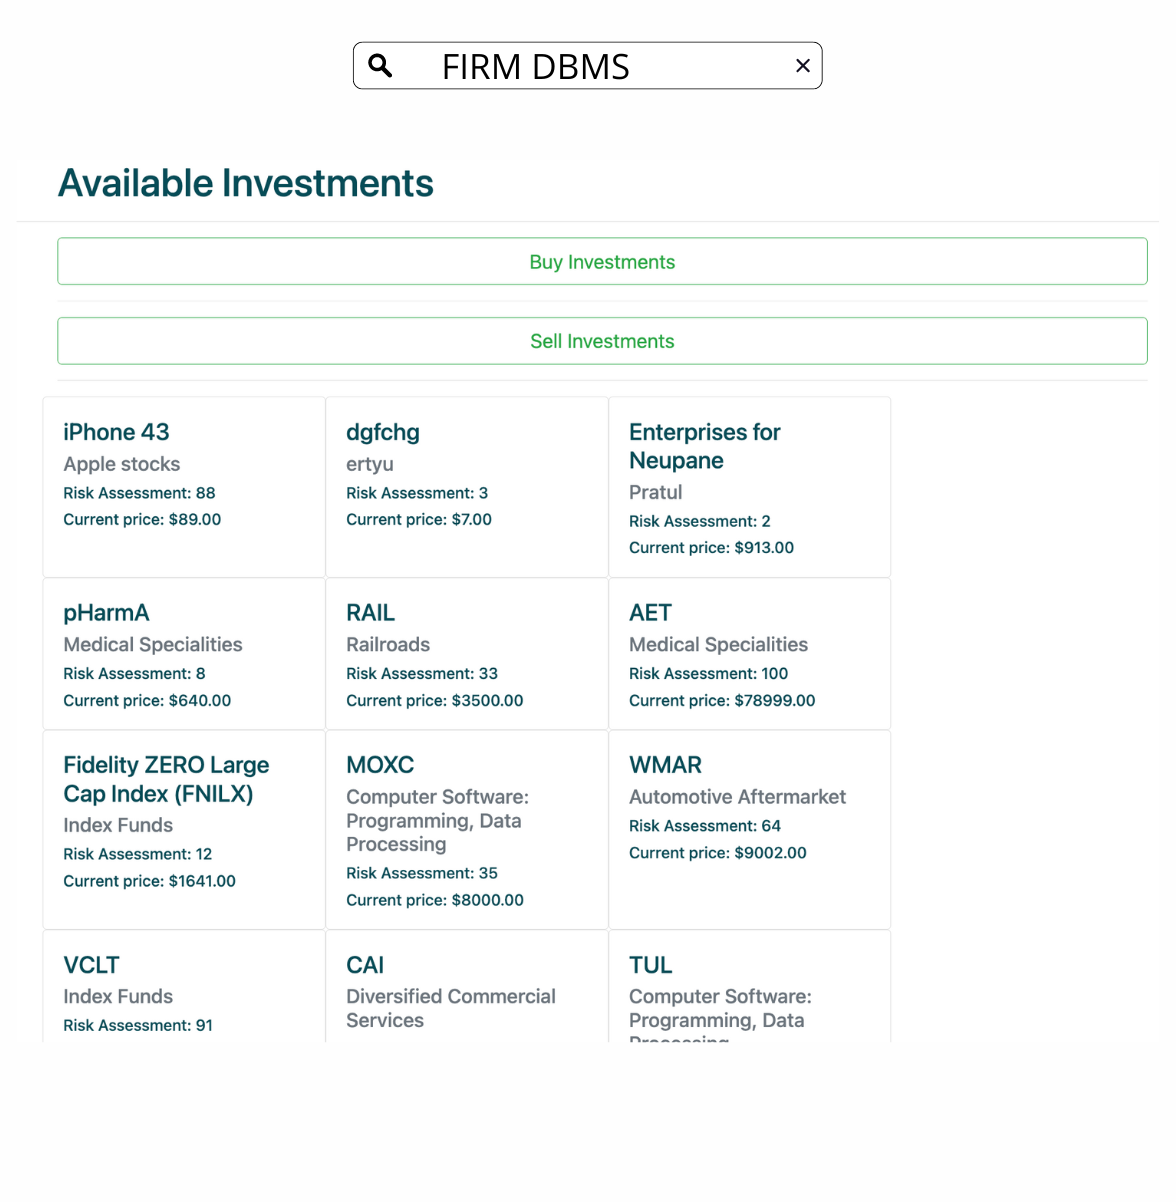 FIRM DBMS
Available Investments
Buy Investments
Sell Investments
iPhone 43
Apple stocks
Risk Assessment: 88
Current price: $89.00
dgfchg
ertyu
Risk Assessment: 3
Current price: $7.00
Enterprises for
Neupane
Pratul
Risk Assessment: 2
Current price: $913.00
pHarmA
Medical Specialities
Risk Assessment: 8
Current price: $640.00
RAIL
Railroads
Risk Assessment: 33
Current price: $3500.00
AET
Medical Specialities
Risk Assessment: 100
Current price: $78999.00
Fidelity ZERO Large
Cap Index (FNILX)
Index Funds
Risk Assessment: 12
Current price: $1641.00
MOXC
Computer Software:
Programming, Data
Processing
Risk Assessment: 35
Current price: $8000.00
WMAR
Automotive Aftermarket
Risk Assessment: 64
Current price: $9002.00
VCLT
Index Funds
Risk Assessment: 91
CAI
Diversified Commercial
Services
TUL
Computer Software:
Programming, Data